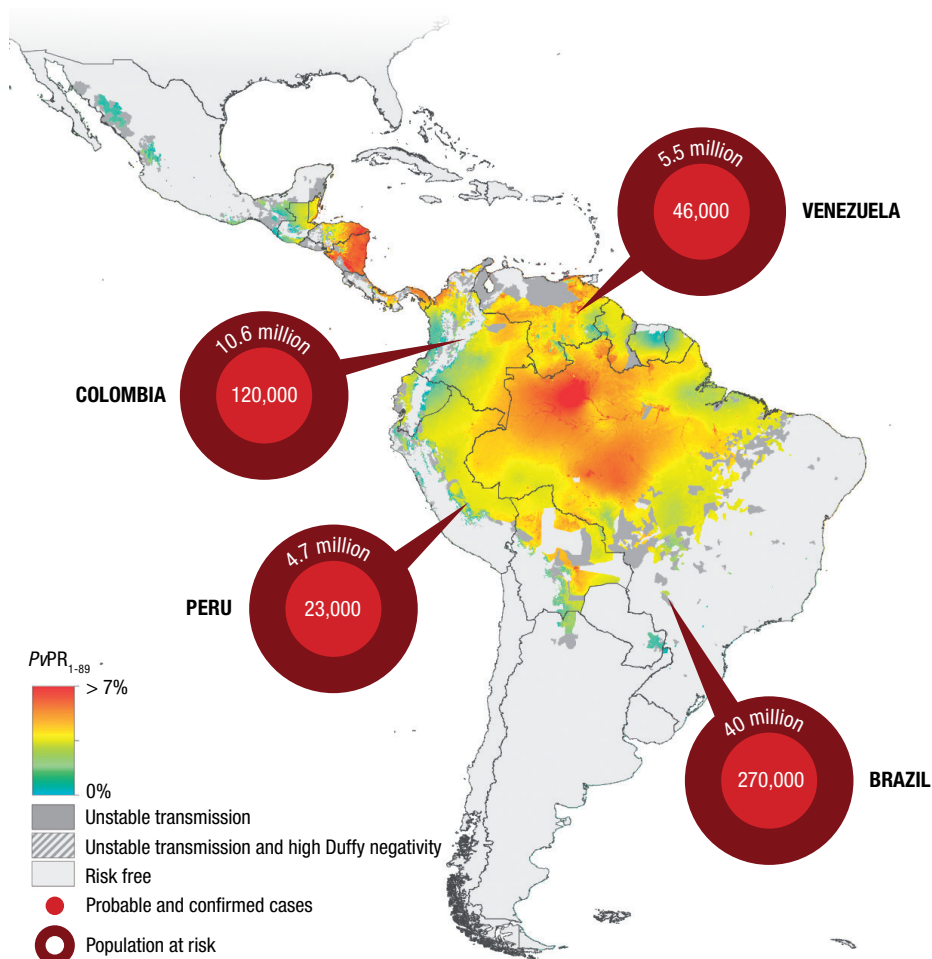 5.5 million
46,000
VENEZUELA
10.6 million
120,000
COLOMBIA
4.7 million
23,000
PERU
40 million
270,000
BRAZIL
PvPR1-89
> 7%
0%
Unstable transmission
Unstable transmission and high Duffy negativity
Risk free
Probable and confirmed cases
Population at risk